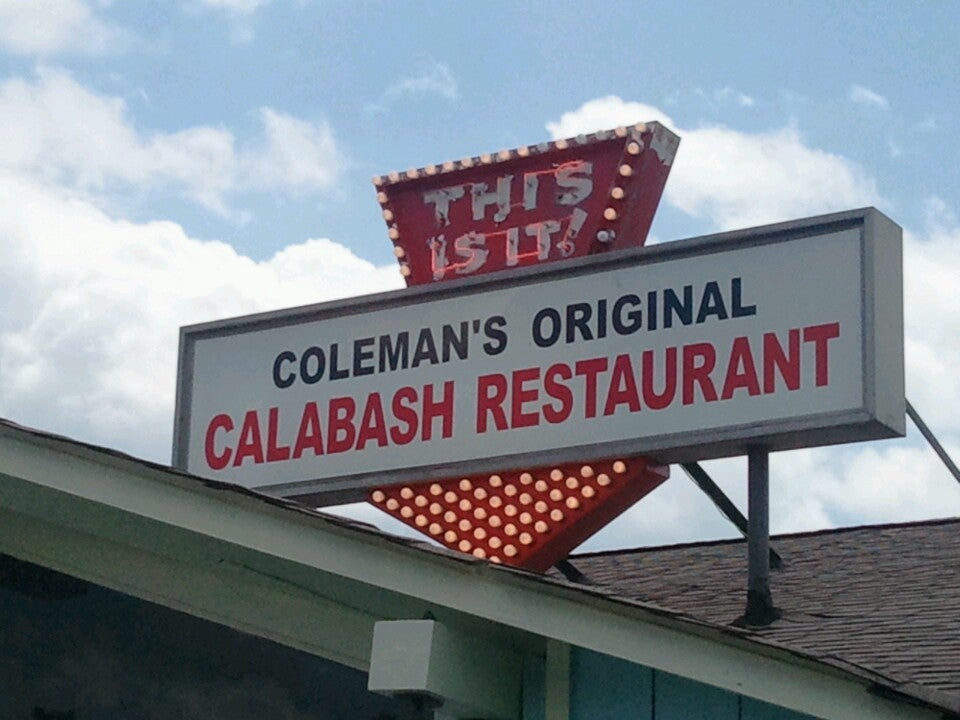 THIS
IS IT!
COLEMAN'S ORIGINAL
CALABASH RESTAURANT